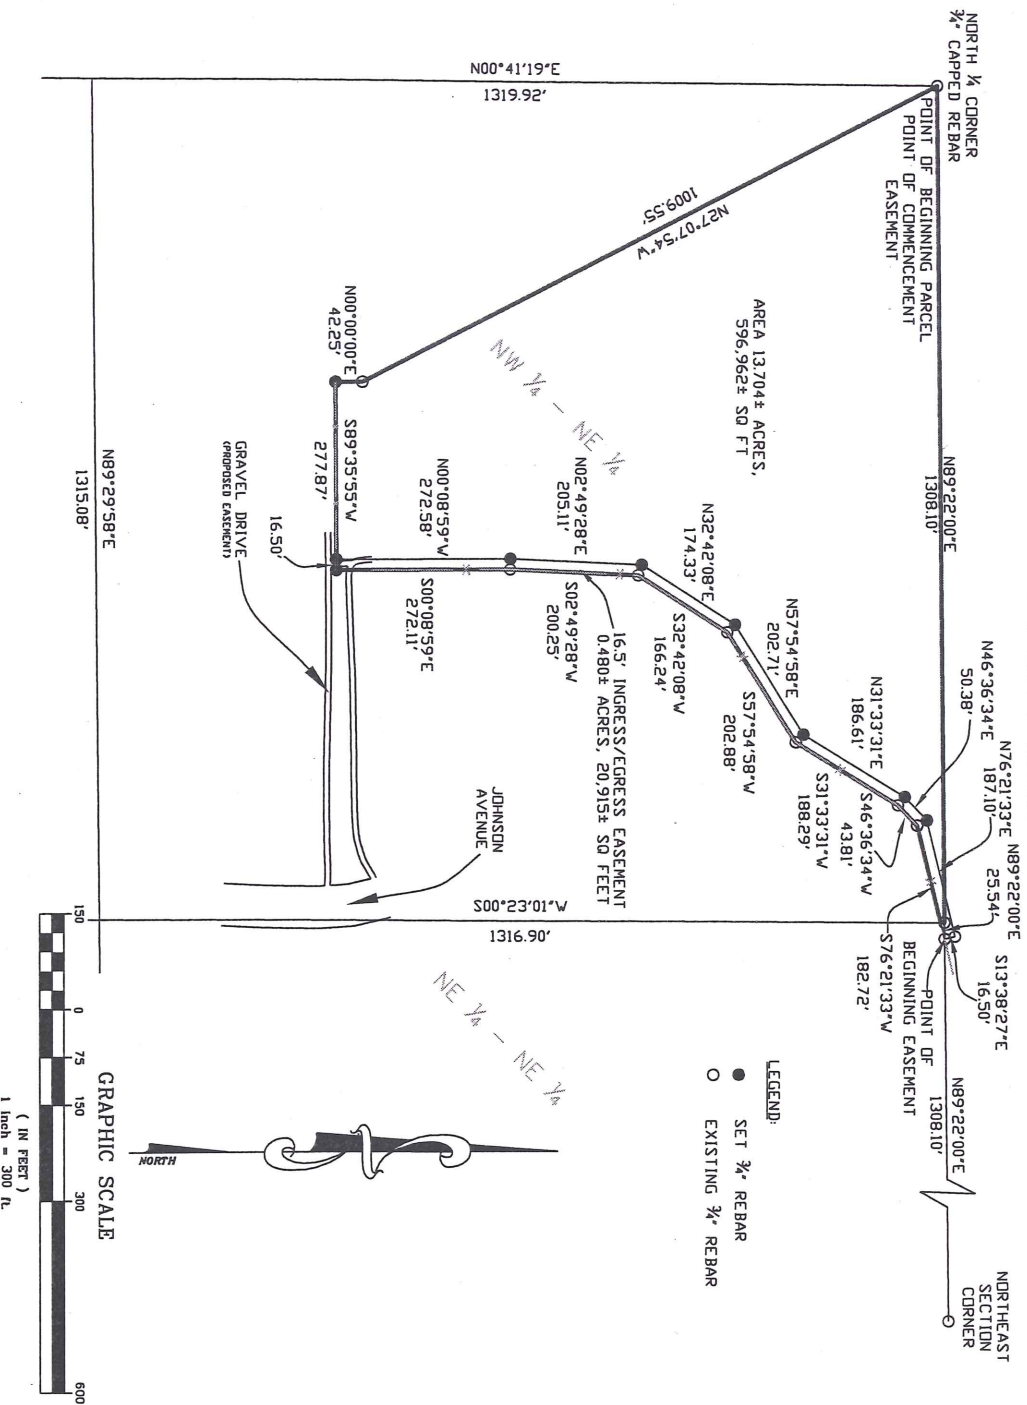 NORTH ¼ CORNER
¾" CAPPED REBAR
POINT OF BEGINNING PARCEL
POINT OF COMMENCEMENT
EASEMENT
N00°41'19"E
1319.92'
N89°22'00"E
1308.10'
N27°07'54"W
1009.55'
AREA 13.704± ACRES,
596,962± SQ FT
NW ¼ - NE ¼
N00°00'00"E
42.25'
S89°35'55"W
277.87'
GRAVEL DRIVE
(PROPOSED EASEMENT)
16.50'
N00°08'59"W
272.58'
S00°08'59"E
272.11'
N02°49'28"E
205.11'
S02°49'28"W
200.25'
N32°42'08"E
174.33'
S32°42'08"W
166.24'
16.5' INGRESS/EGRESS EASEMENT
0.480± ACRES, 20,915± SQ FEET
N57°54'58"E
202.71'
S57°54'58"W
202.88'
N31°33'31"E
186.61'
S31°33'31"W
188.29'
N46°36'34"E
50.38'
S46°36'34"W
43.81'
N76°21'33"E
187.10'
S76°21'33"W
182.72'
N89°22'00"E
25.54'
S13°38'27"E
16.50'
POINT OF
BEGINNING EASEMENT
N89°22'00"E
1308.10'
NORTHEAST
SECTION
CORNER
JOHNSON
AVENUE
S00°23'01"W
1316.90'
N89°29'58"E
1315.08'
NE ¼ - NE ¼
LEGEND:
SET ¾" REBAR
EXISTING ¾" REBAR
NORTH
GRAPHIC SCALE
150 0 75 150 300 600
( IN FEET )
1 inch = 300 ft.